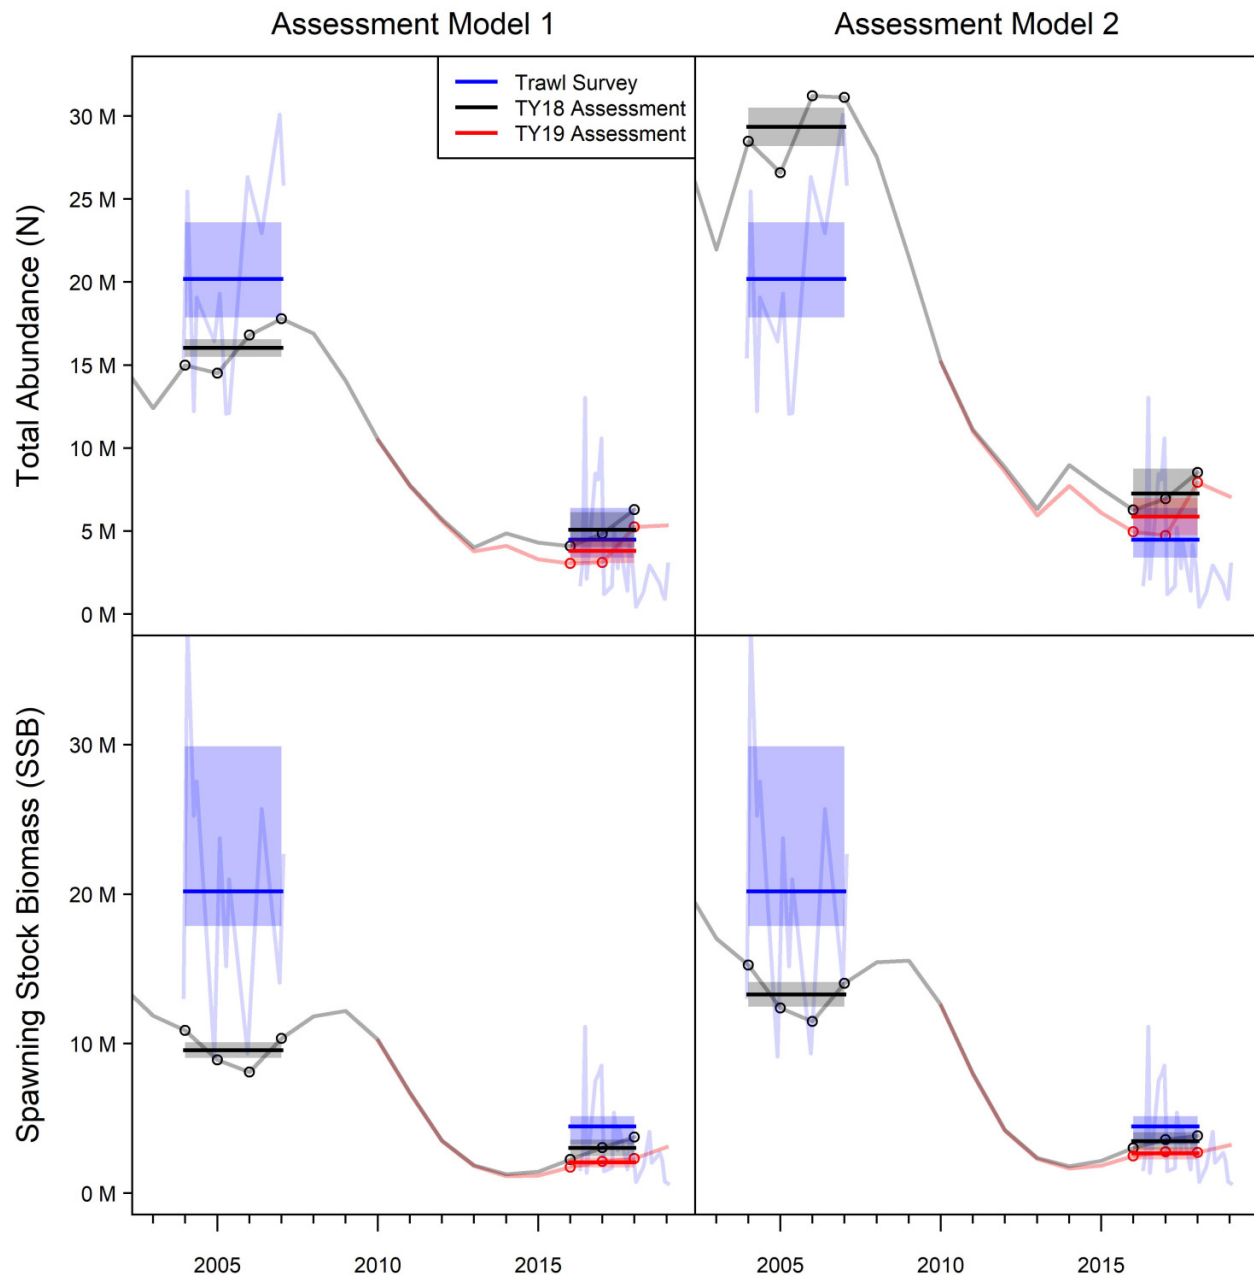 Assessment Model 1
Assessment Model 2
Trawl Survey
TY18 Assessment
TY19 Assessment
Total Abundance (N)
30 M
25 M
20 M
15 M
10 M
5 M
0 M
Spawning Stock Biomass (SSB)
30 M
20 M
10 M
0 M
2005
2010
2015
2005
2010
2015